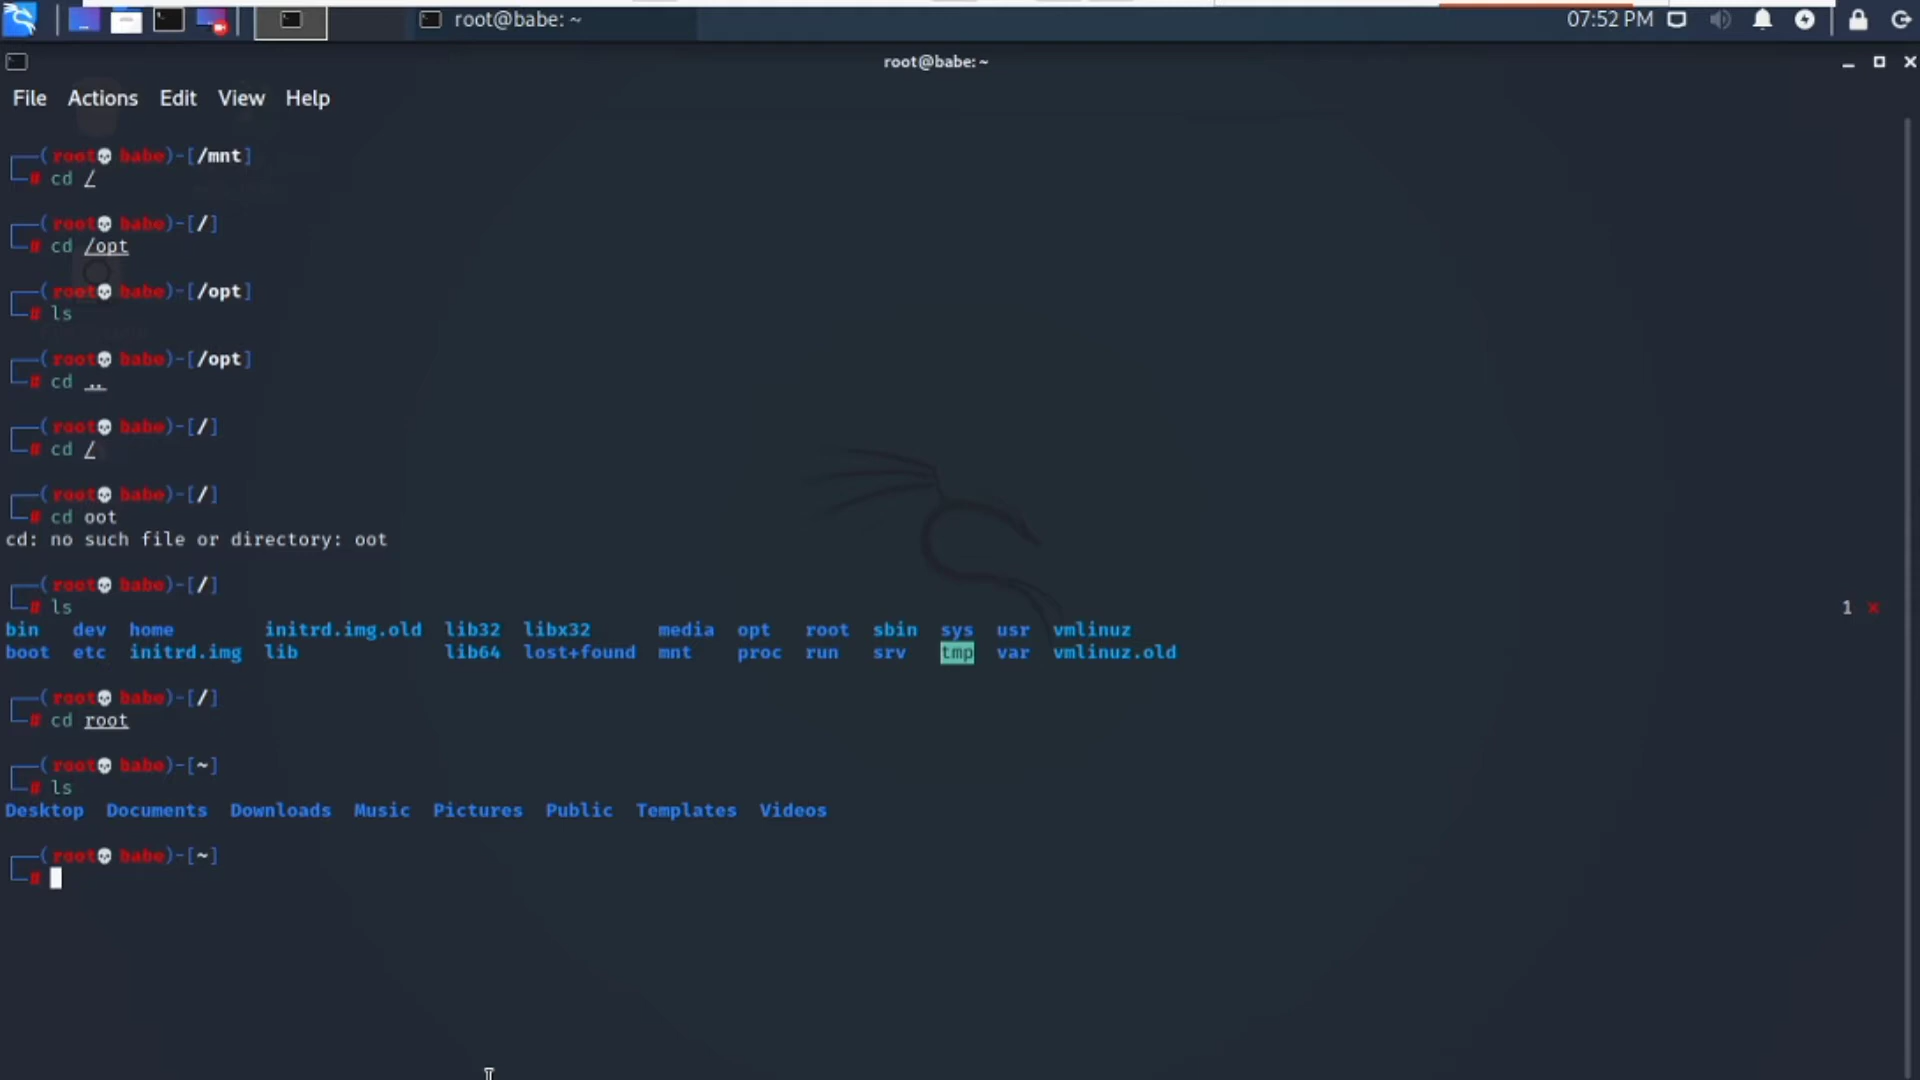 root@babe: ~
07:52 PM
root@babe: ~
File Actions Edit View Help
(root💀babe)-[/mnt]
# cd /
(root💀babe)-[/]
# cd /opt
(root💀babe)-[/opt]
# ls
(root💀babe)-[/opt]
# cd ..
(root💀babe)-[/]
# cd /
(root💀babe)-[/]
# cd oot
cd: no such file or directory: oot
(root💀babe)-[/]
# ls 1 ⨯
bin dev home initrd.img.old lib32 libx32 media opt root sbin sys usr vmlinuz
boot etc initrd.img lib lib64 lost+found mnt proc run srv tmp var vmlinuz.old
(root💀babe)-[/]
# cd root
(root💀babe)-[~]
# ls
Desktop Documents Downloads Music Pictures Public Templates Videos
(root💀babe)-[~]
#